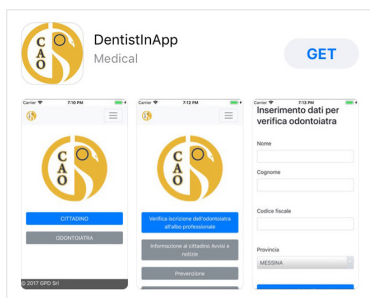 C
A
O
DentistInApp
Medical
GET
Carrier
7:10 PM
C
A
O
CITTADINO
ODONTOIATRA
© 2017 GPD Srl
Carrier
7:12 PM
C
A
O
Verifica iscrizione dell'odontoiatra
all'albo professionale
Informazione al cittadino Avvisi e
notizie
Prevenzione
Carrier
7:13 PM
Inserimento dati per
verifica odontoiatra
Nome
Cognome
Codice fiscale
Provincia
MESSINA